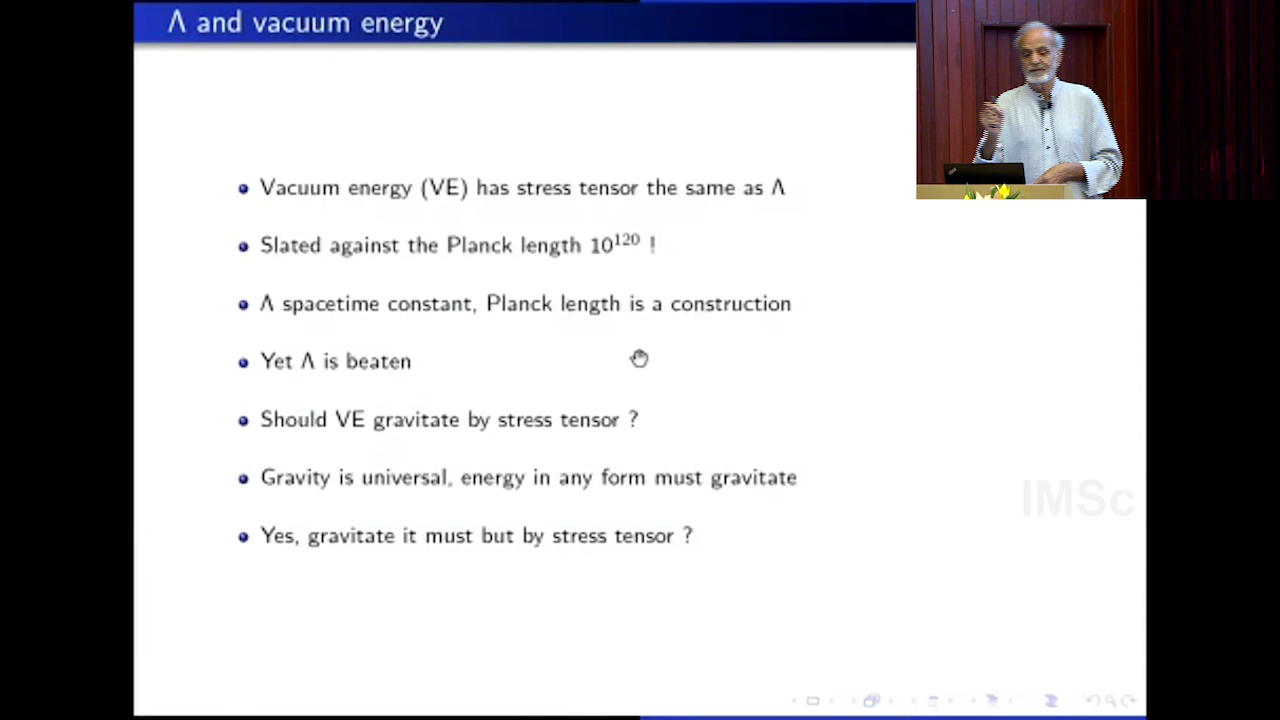 Λ and vacuum energy
Vacuum energy (VE) has stress tensor the same as Λ
Slated against the Planck length 10¹²⁰ !
Λ spacetime constant, Planck length is a construction
Yet Λ is beaten
Should VE gravitate by stress tensor ?
Gravity is universal, energy in any form must gravitate
Yes, gravitate it must but by stress tensor ?
IMSc